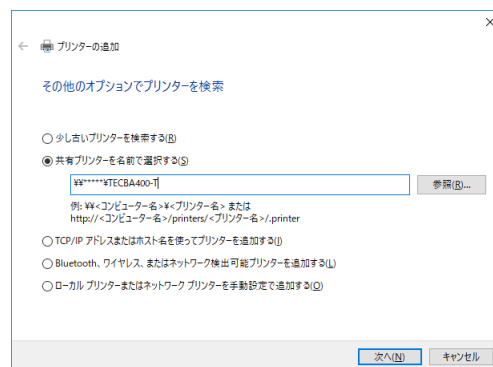 プリンターの追加
その他のオプションでプリンターを検索
少し古いプリンターを検索する(R)
共有プリンターを名前で選択する(S)
¥¥*****¥TECBA400-T
参照(R)...
例: ¥¥<コンピューター名>¥<プリンター名> または
http://<コンピューター名>/printers/<プリンター名>/.printer
TCP/IP アドレスまたはホスト名を使ってプリンターを追加する(I)
Bluetooth、ワイヤレス、またはネットワーク検出可能プリンターを追加する(L)
ローカル プリンターまたはネットワーク プリンターを手動設定で追加する(O)
次へ(N)
キャンセル